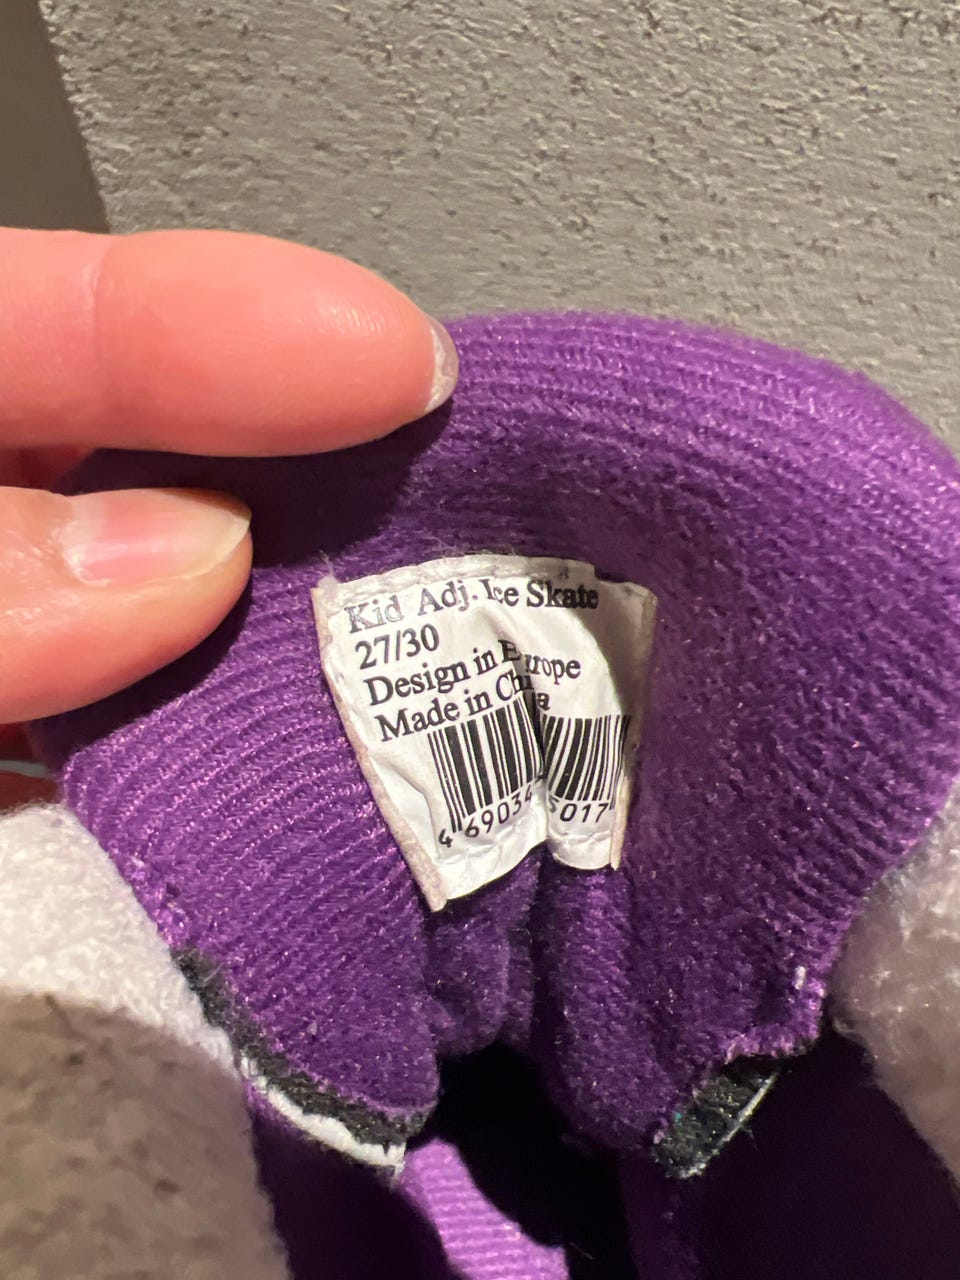 Kid Adj. Ice Skate
27/30
Design in Europe
Made in China
4 69034 5017